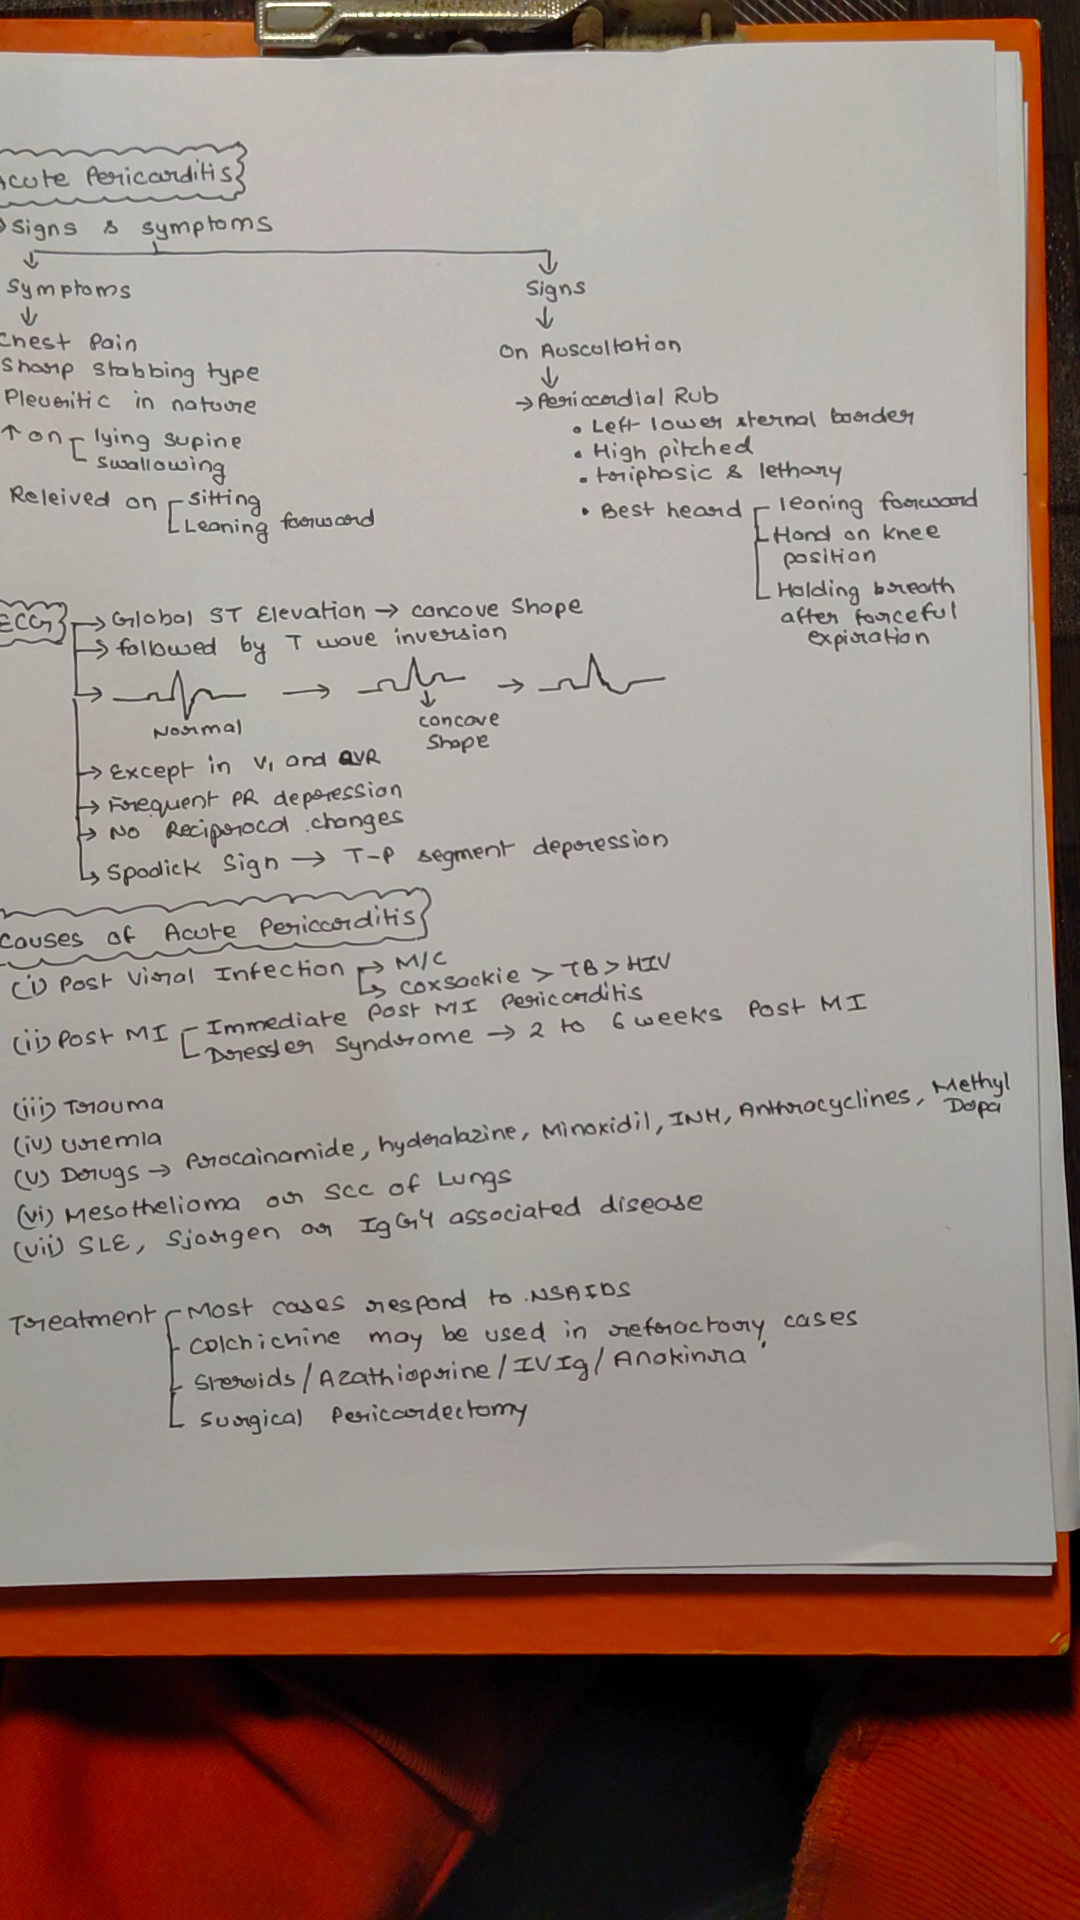 Acute Pericarditis
Signs & symptoms
Symptoms
Chest Pain
Sharp stabbing type
Pleuritic in nature
↑ on lying supine
swallowing
Releived on sitting
Leaning forward
Signs
On Auscultation
→ Pericardial Rub
• Left lower sternal border
• High pitched
• triphasic & lethary
• Best heard leaning forward
Hand on knee
position
Holding breath
after forceful
expiration
ECG → Global ST Elevation → concave Shape
→ followed by T wave inversion
Normal
concave
Shape
→ Except in V1 and aVR
→ Frequent PR depression
→ No Reciprocal changes
→ Spodick Sign → T-P segment depression
Causes of Acute Pericarditis
(i) Post Viral Infection → M/C
→ Coxsackie > TB > HIV
(ii) Post MI Immediate Post MI Pericarditis
Dressler Syndrome → 2 to 6 weeks Post MI
(iii) Trauma
(iv) Uremia
(v) Drugs → Procainamide, hyderalazine, Minoxidil, INH, Anthracyclines, Methyl
Dopa
(vi) Mesothelioma or SCC of Lungs
(vii) SLE, Sjorgen or IgG4 associated disease
Treatment Most cases respond to NSAIDS
Colchichine may be used in refractory cases
Steroids / Azathioprine / IVIg / Anakinra
Surgical Pericardectomy